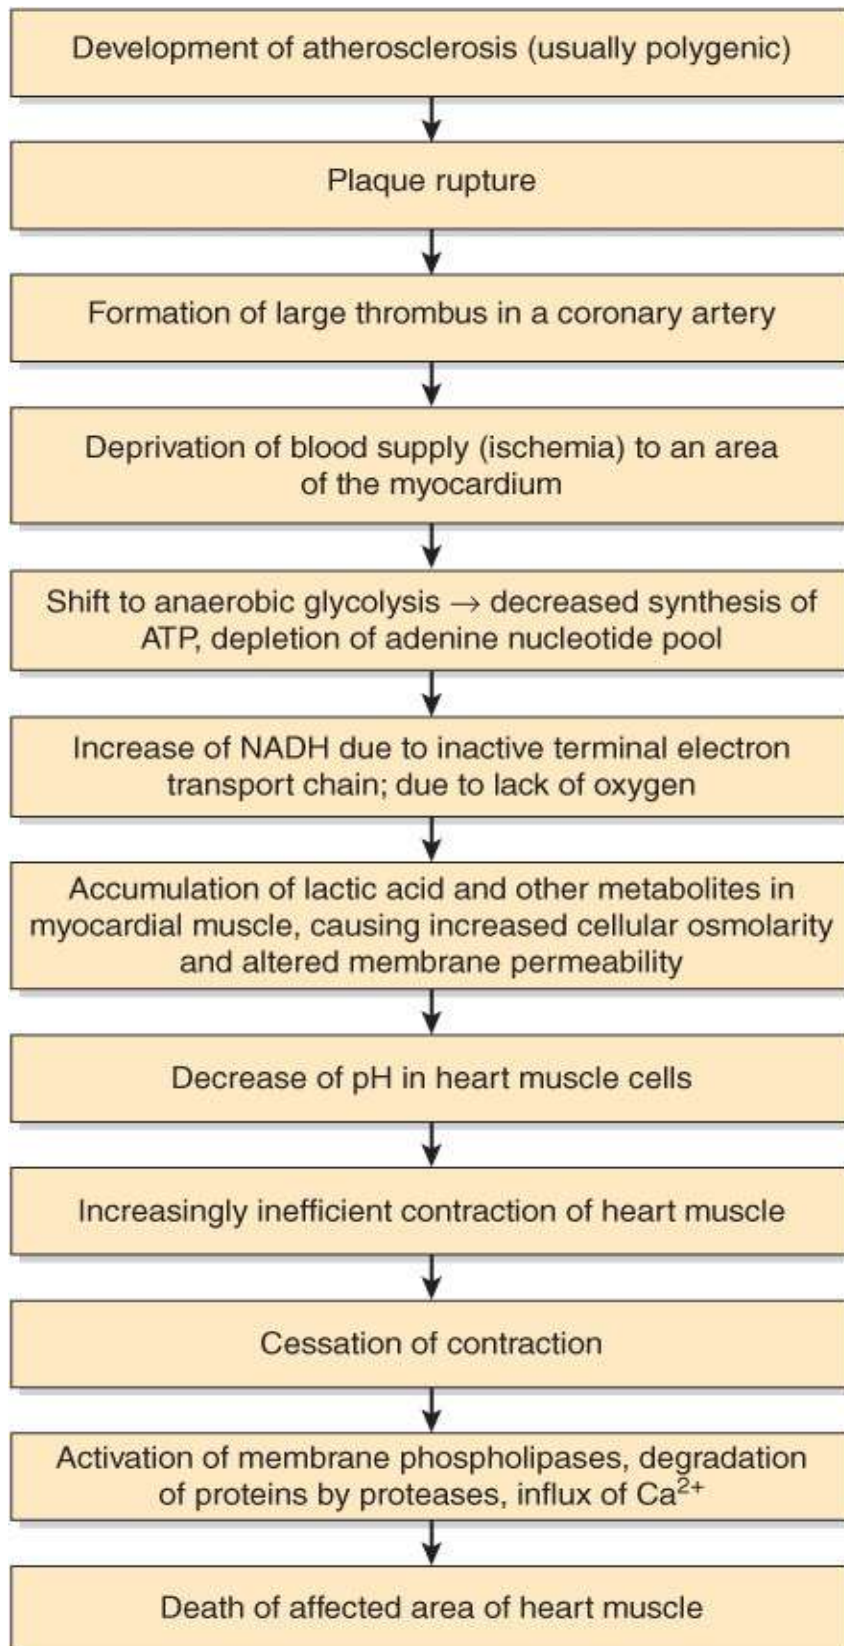 Development of atherosclerosis (usually polygenic)
Plaque rupture
Formation of large thrombus in a coronary artery
Deprivation of blood supply (ischemia) to an area
of the myocardium
Shift to anaerobic glycolysis → decreased synthesis of
ATP, depletion of adenine nucleotide pool
Increase of NADH due to inactive terminal electron
transport chain; due to lack of oxygen
Accumulation of lactic acid and other metabolites in
myocardial muscle, causing increased cellular osmolarity
and altered membrane permeability
Decrease of pH in heart muscle cells
Increasingly inefficient contraction of heart muscle
Cessation of contraction
Activation of membrane phospholipases, degradation
of proteins by proteases, influx of Ca²⁺
Death of affected area of heart muscle